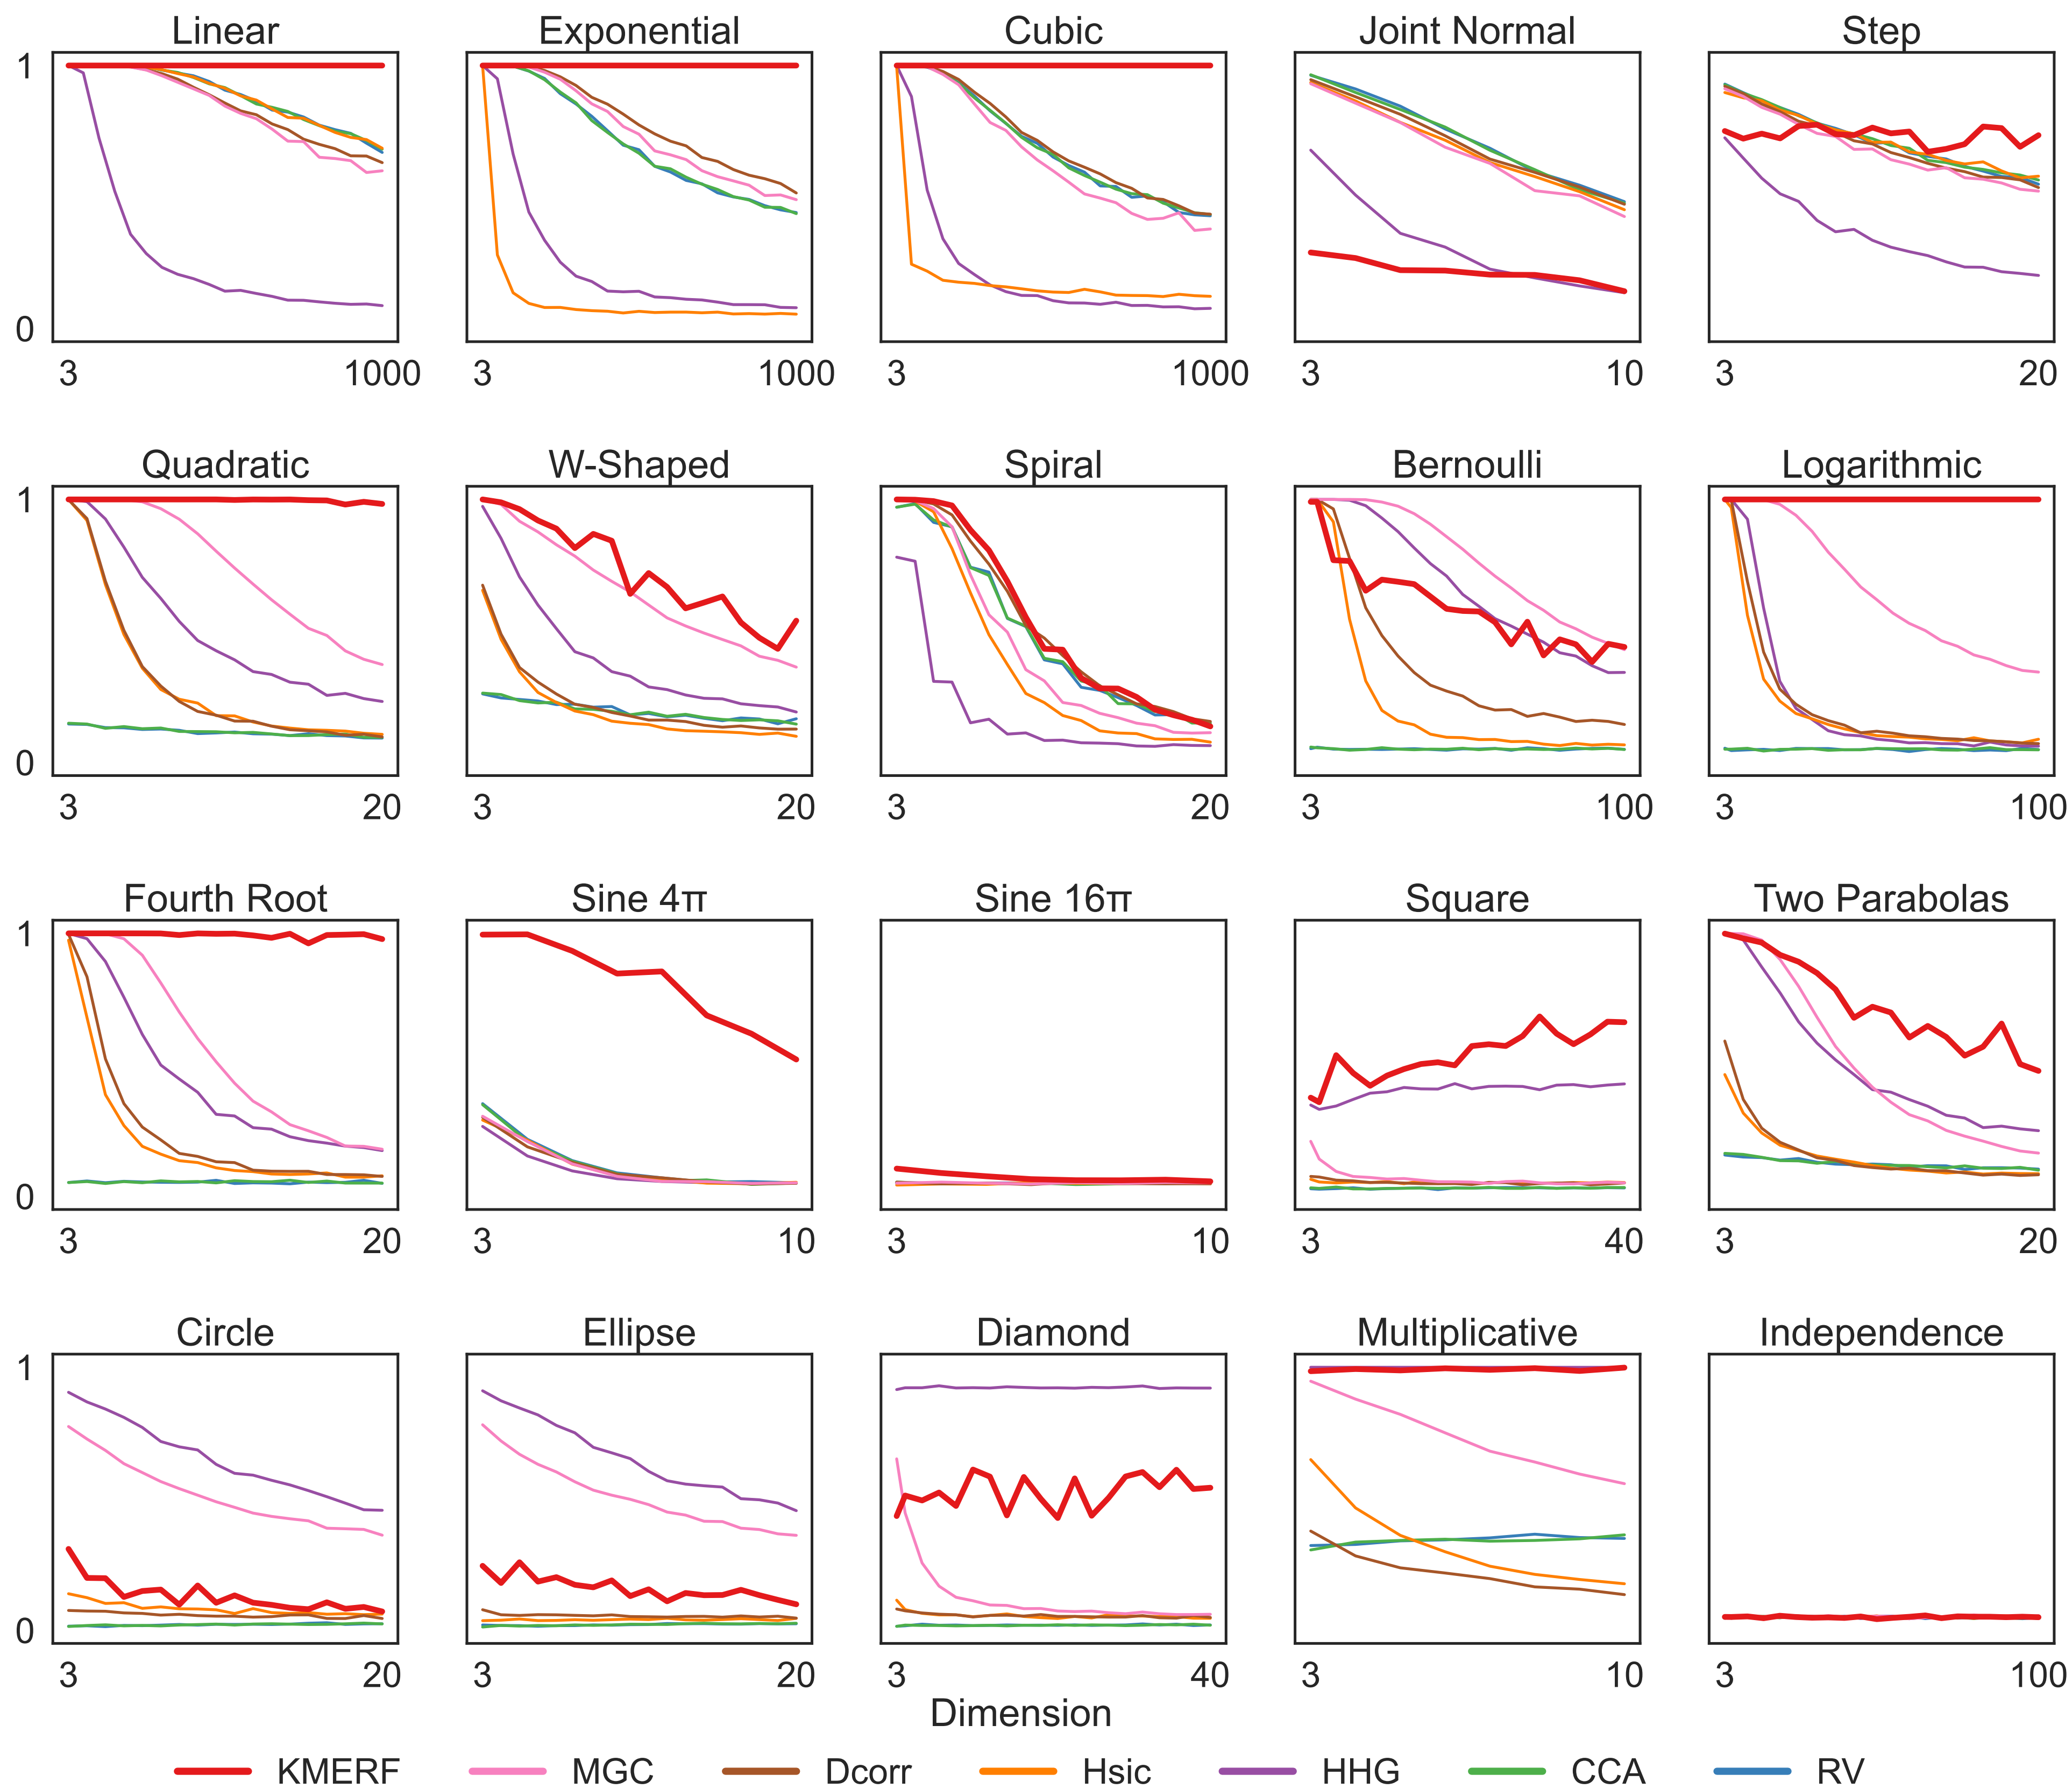 Linear Exponential Cubic Joint Normal Step
1
0
3 1000 3 1000 3 1000 3 10 3 20
Quadratic W-Shaped Spiral Bernoulli Logarithmic
1
0
3 20 3 20 3 20 3 100 3 100
Fourth Root Sine 4π Sine 16π Square Two Parabolas
1
0
3 20 3 10 3 10 3 40 3 20
Circle Ellipse Diamond Multiplicative Independence
1
0
3 20 3 20 3 40 3 10 3 100
Dimension
KMERF MGC Dcorr Hsic HHG CCA RV